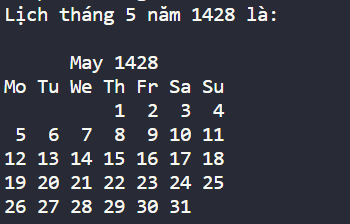 Lịch tháng 5 năm 1428 là:
May 1428
Mo Tu We Th Fr Sa Su
1 2 3 4
5 6 7 8 9 10 11
12 13 14 15 16 17 18
19 20 21 22 23 24 25
26 27 28 29 30 31